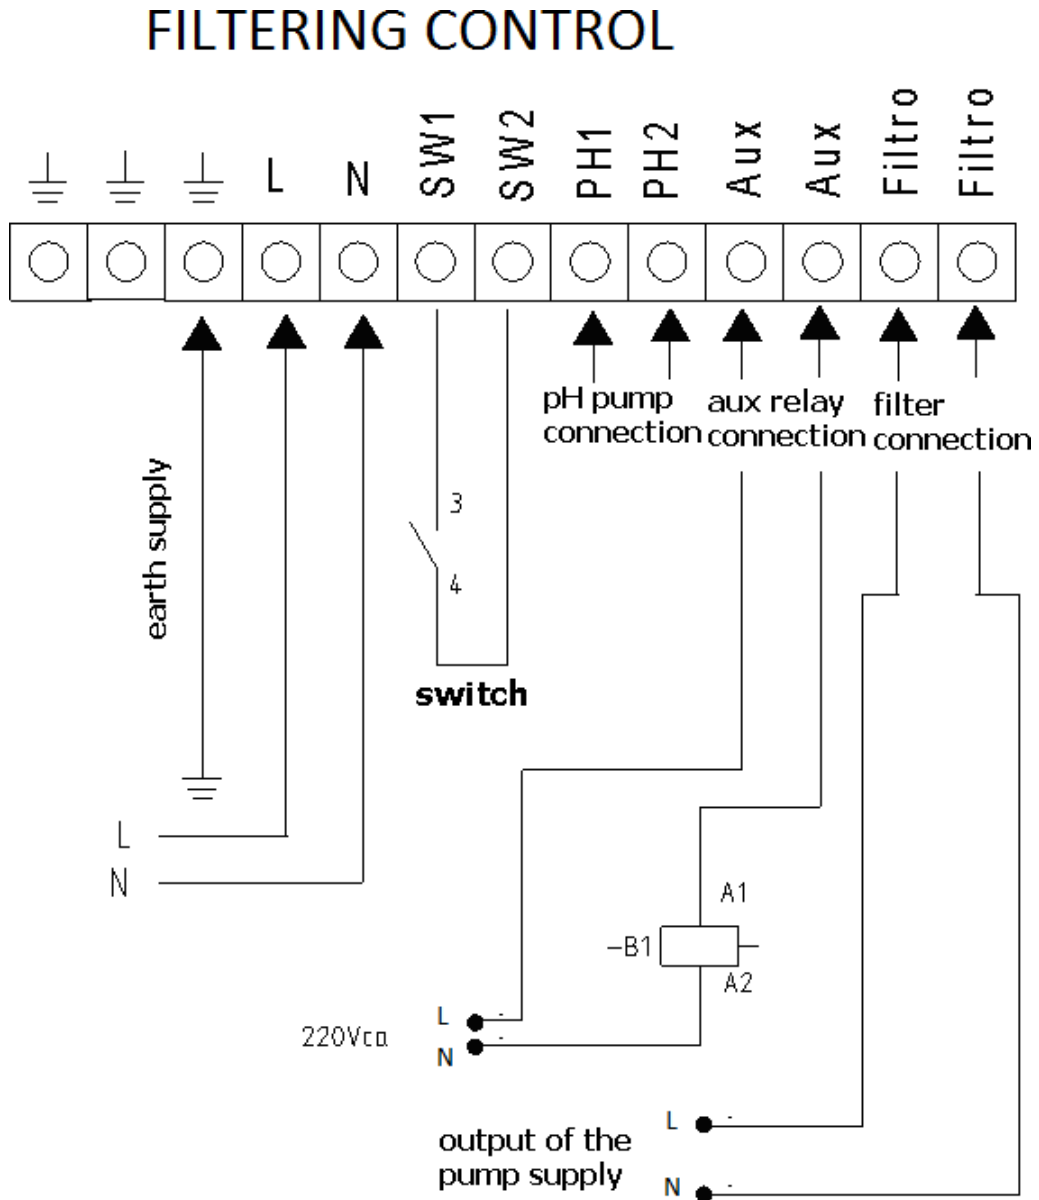 FILTERING CONTROL
L
N
SW1
SW2
PH1
PH2
Aux
Aux
Filtro
Filtro
pH pump
connection
aux relay
connection
filter
connection
earth supply
3
4
switch
L
N
A1
-B1
A2
220Vca
L
N
output of the
pump supply
L
N